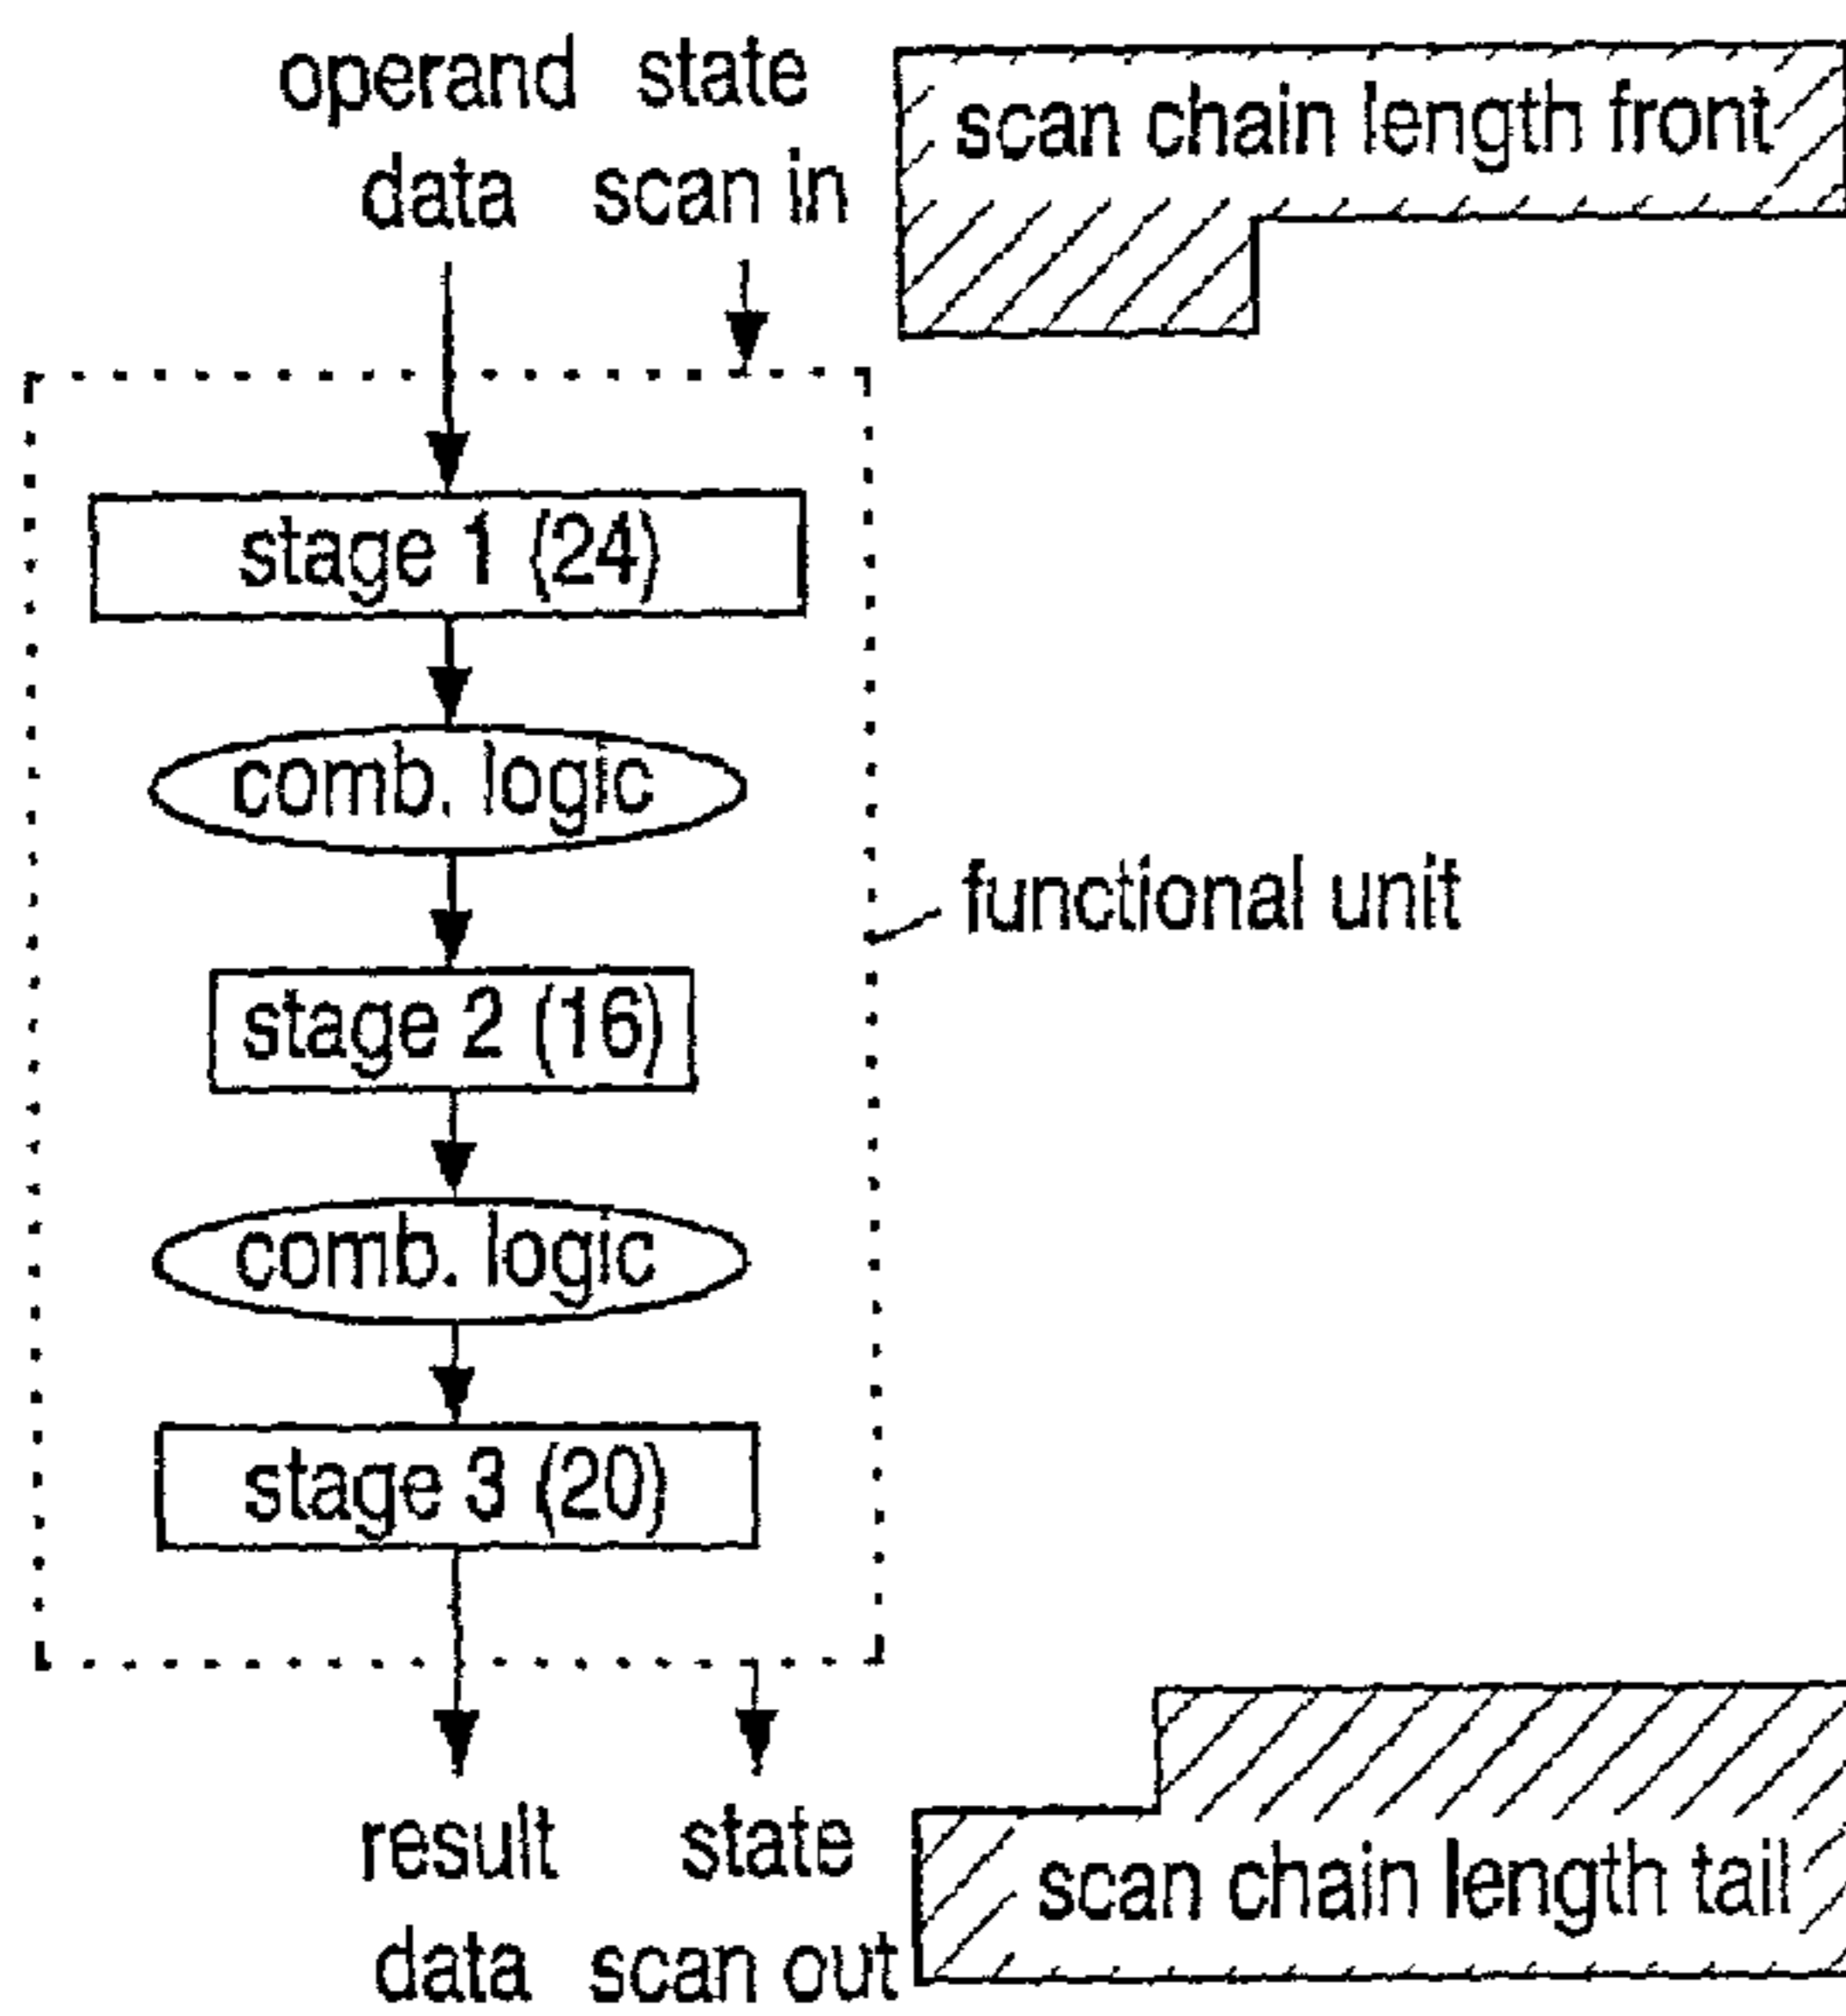 operand
data
state
scan in
scan chain length front
stage 1 (24)
comb. logic
functional unit
stage 2 (16)
comb. logic
stage 3 (20)
result
data
state
scan out
scan chain length tail